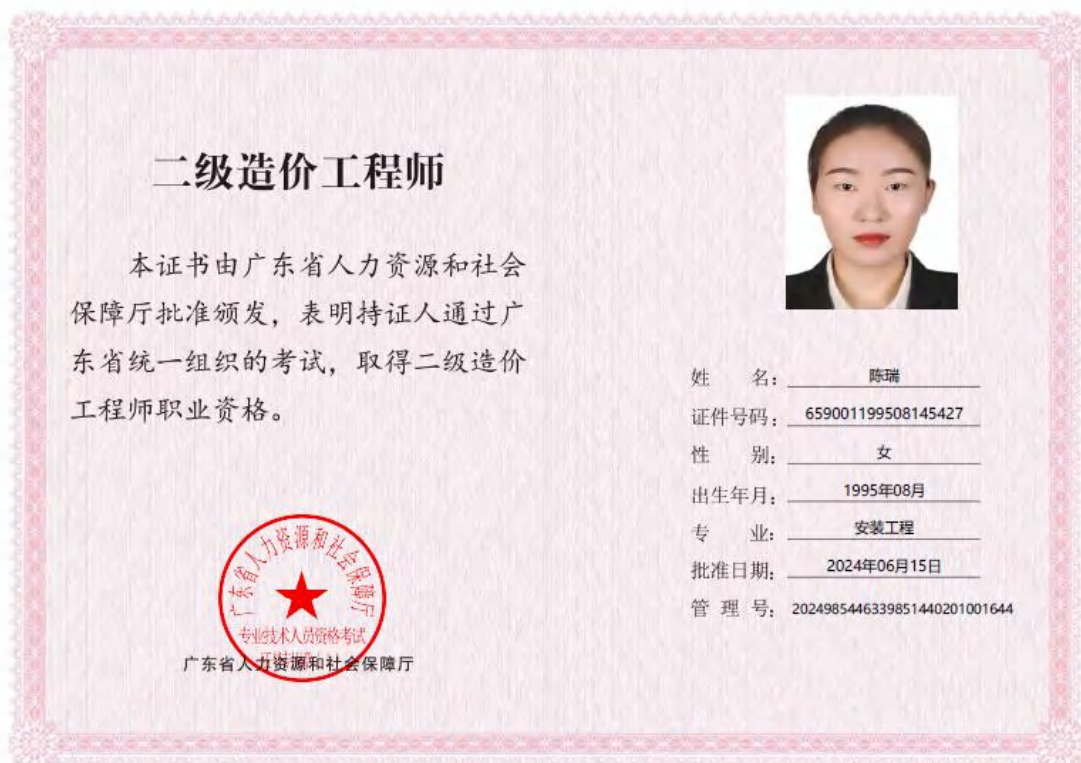 二级造价工程师
本证书由广东省人力资源和社会
保障厅批准颁发，表明持证人通过广
东省统一组织的考试，取得二级造价
工程师职业资格。
广东省人力资源和社会保障厅
专业技术人员资格考试
广东省人力资源和社会保障厅
姓 名：陈瑞
证件号码：659001199508145427
性 别：女
出生年月：1995年08月
专 业：安装工程
批准日期：2024年06月15日
管 理 号：20249854463398514402010​01644